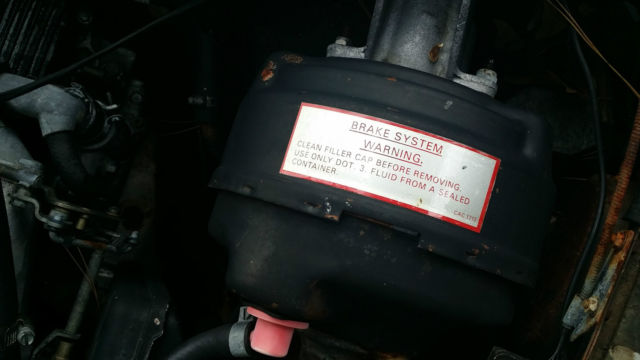 BRAKE SYSTEM
WARNING.
CLEAN FILLER CAP BEFORE REMOVING.
USE ONLY DOT. 3. FLUID FROM A SEALED
CONTAINER.